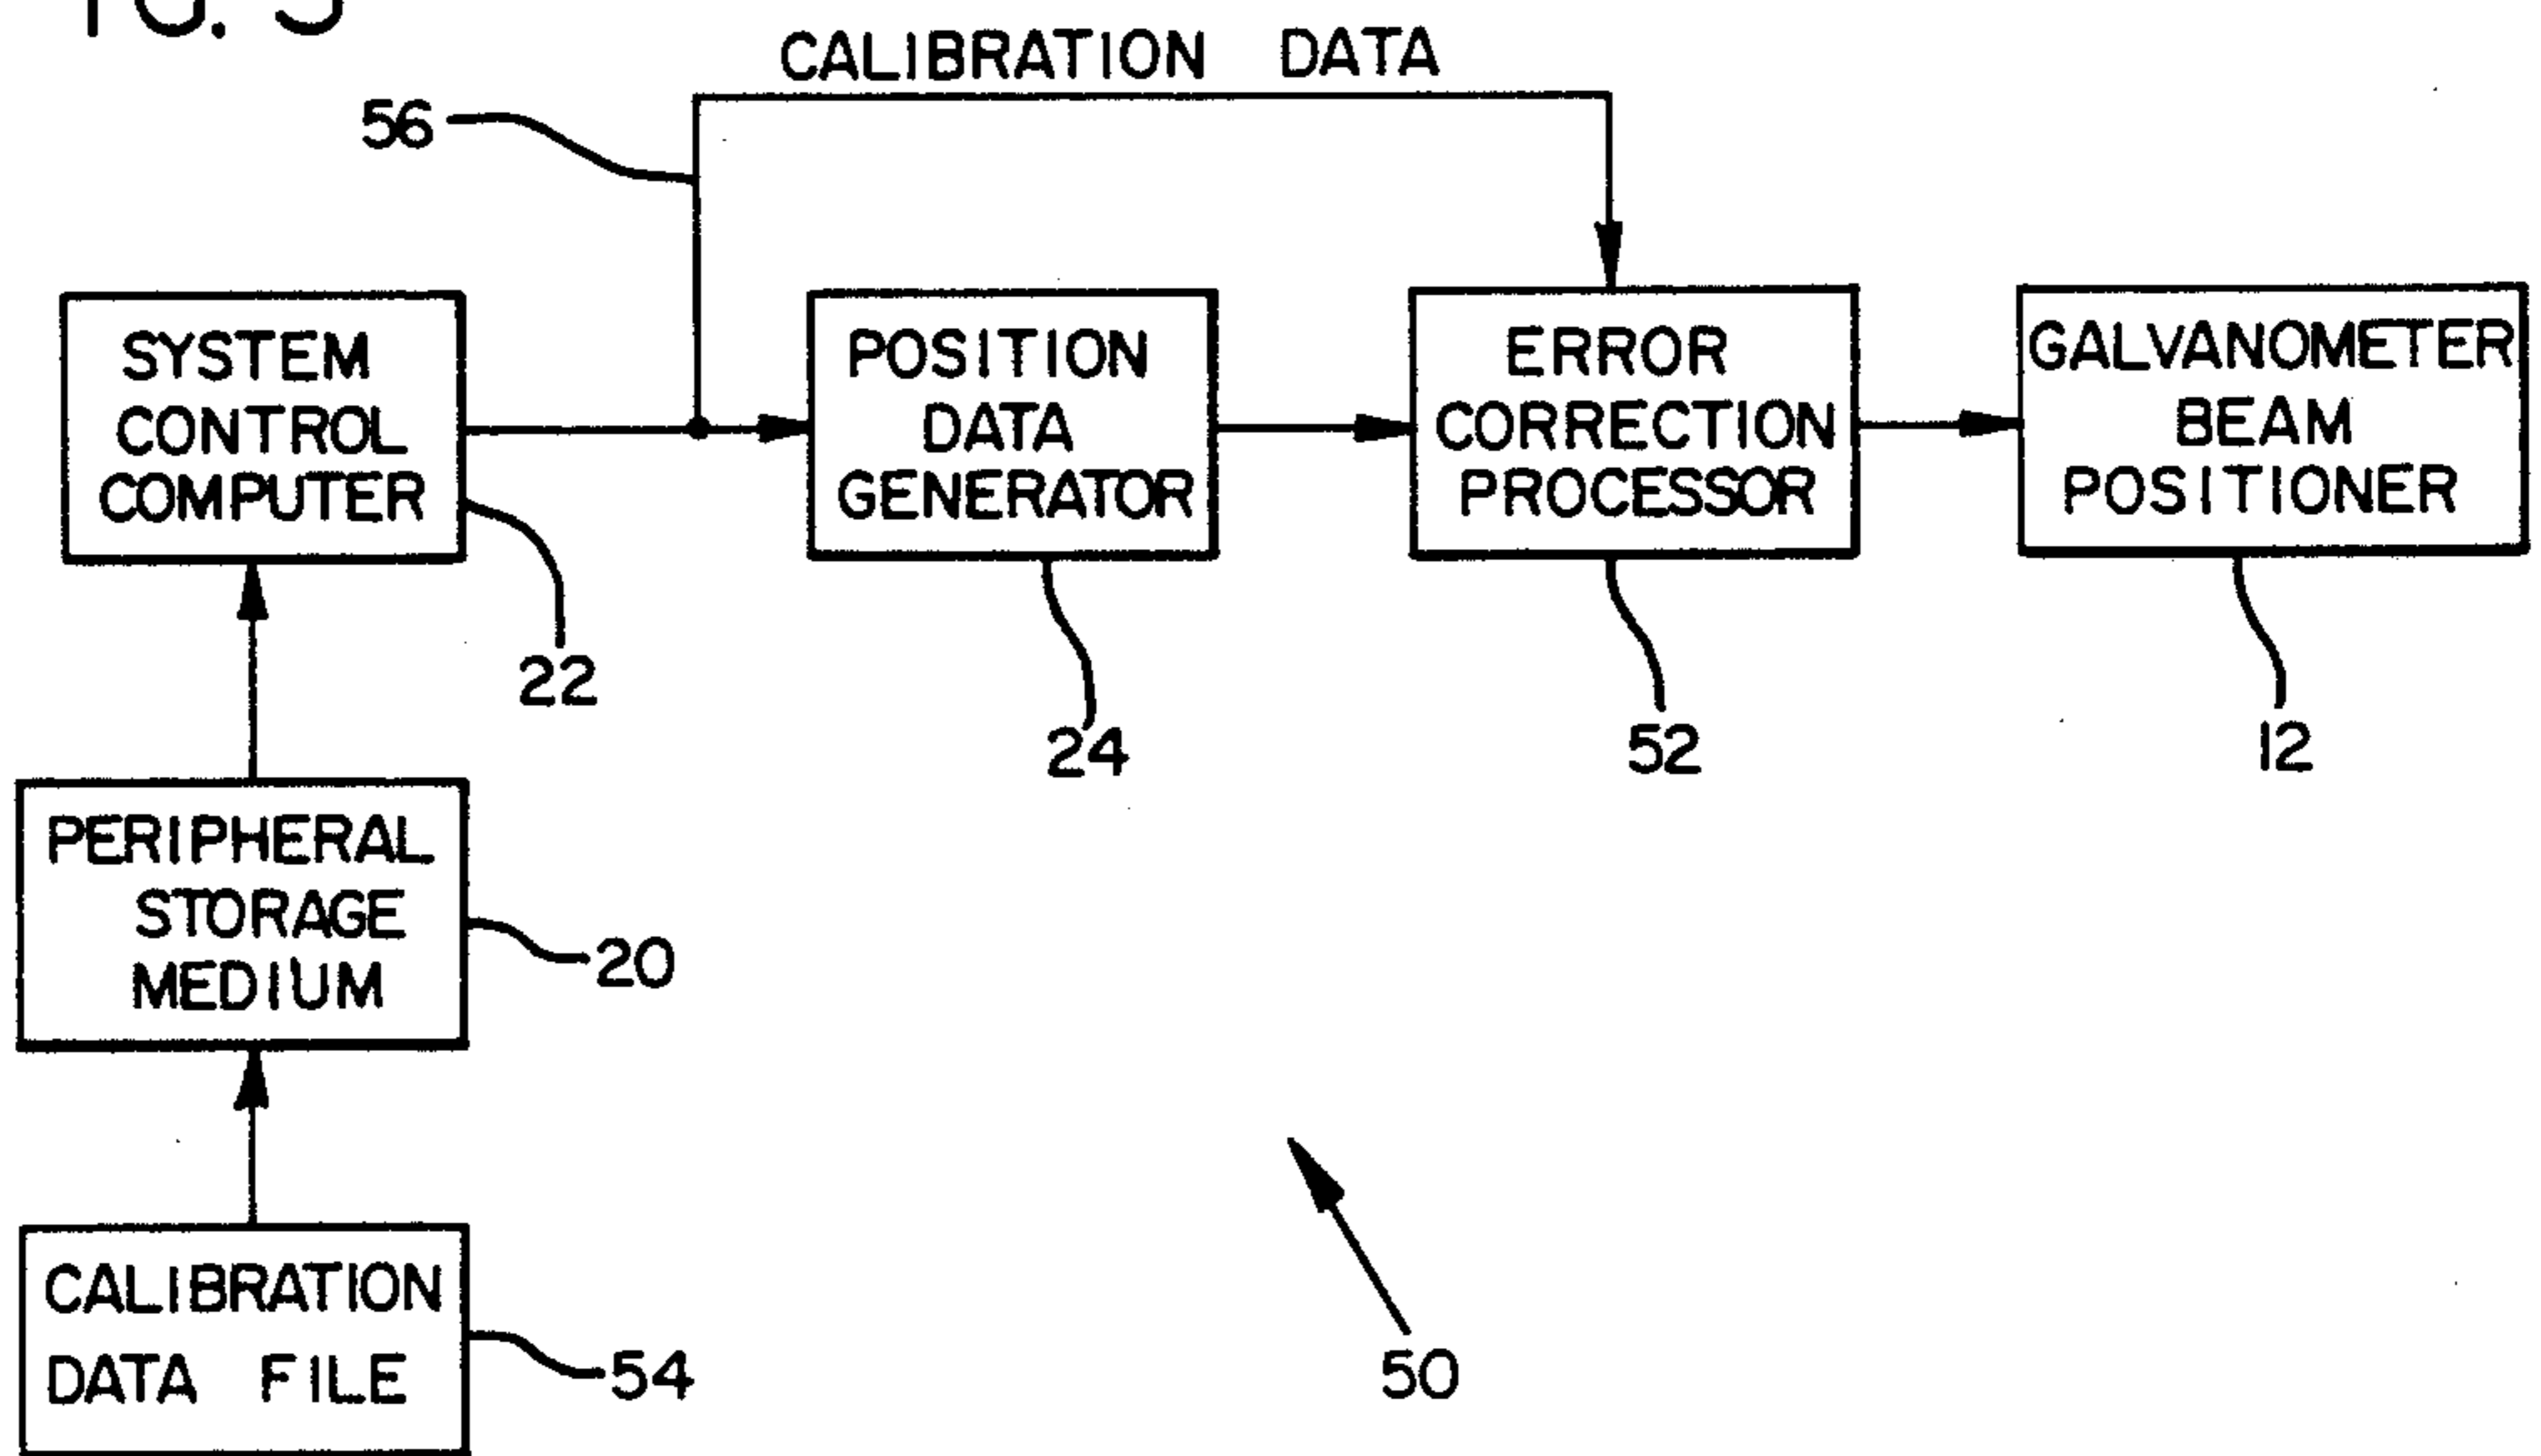 CALIBRATION DATA
56
SYSTEM
CONTROL
COMPUTER
22
POSITION
DATA
GENERATOR
24
ERROR
CORRECTION
PROCESSOR
52
GALVANOMETER
BEAM
POSITIONER
12
PERIPHERAL
STORAGE
MEDIUM
20
CALIBRATION
DATA FILE
54
50